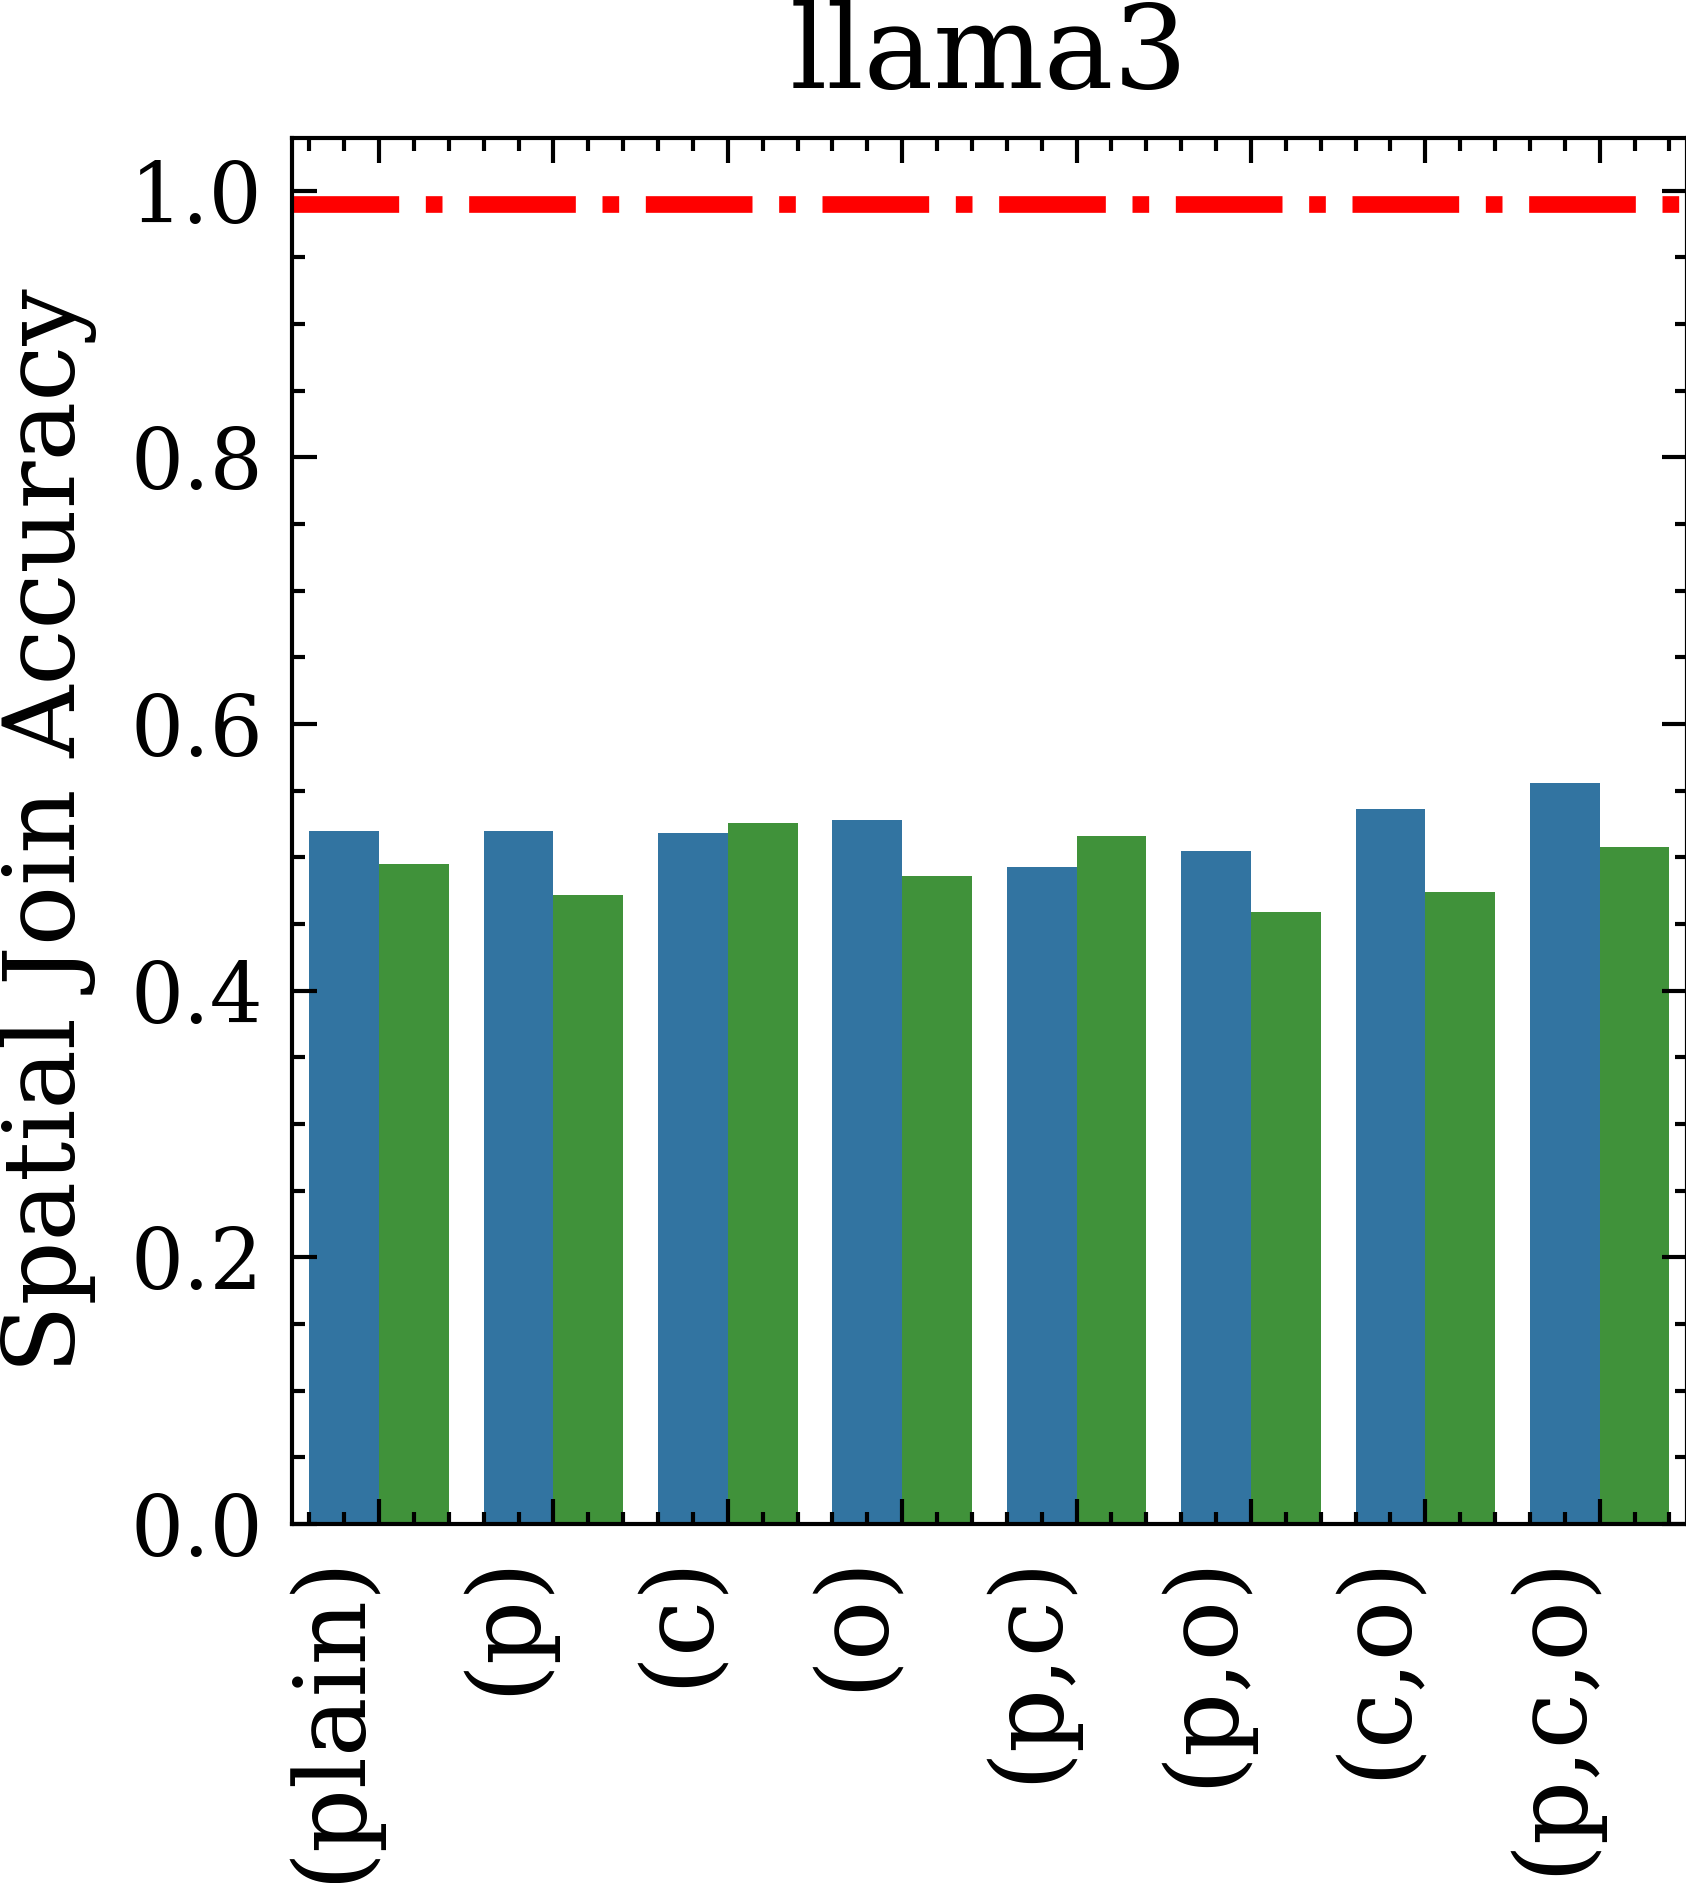 llama3
Spatial Join Accuracy
1.0
0.8
0.6
0.4
0.2
0.0
(plain)
(p)
(c)
(o)
(p,c)
(p,o)
(c,o)
(p,c,o)